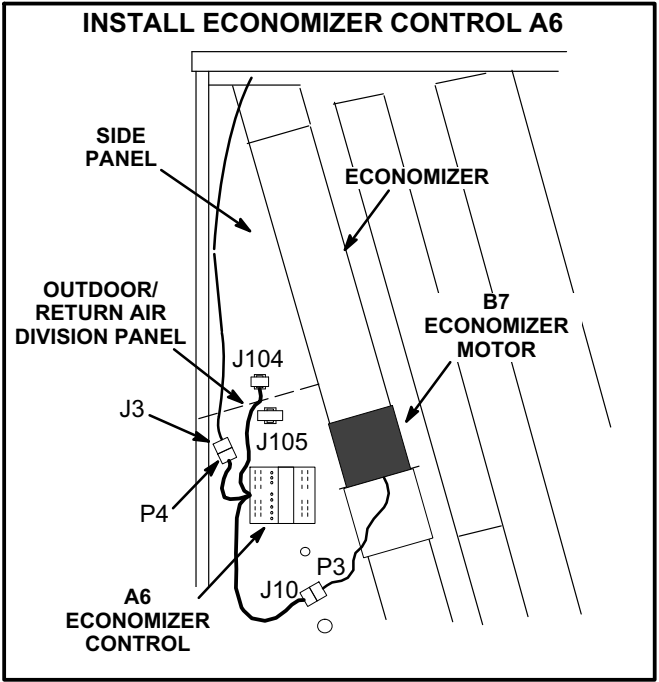 INSTALL ECONOMIZER CONTROL A6
SIDE
PANEL
ECONOMIZER
OUTDOOR/
RETURN AIR
DIVISION PANEL
B7
ECONOMIZER
MOTOR
J104
J3
J105
P4
P3
J10
A6
ECONOMIZER
CONTROL